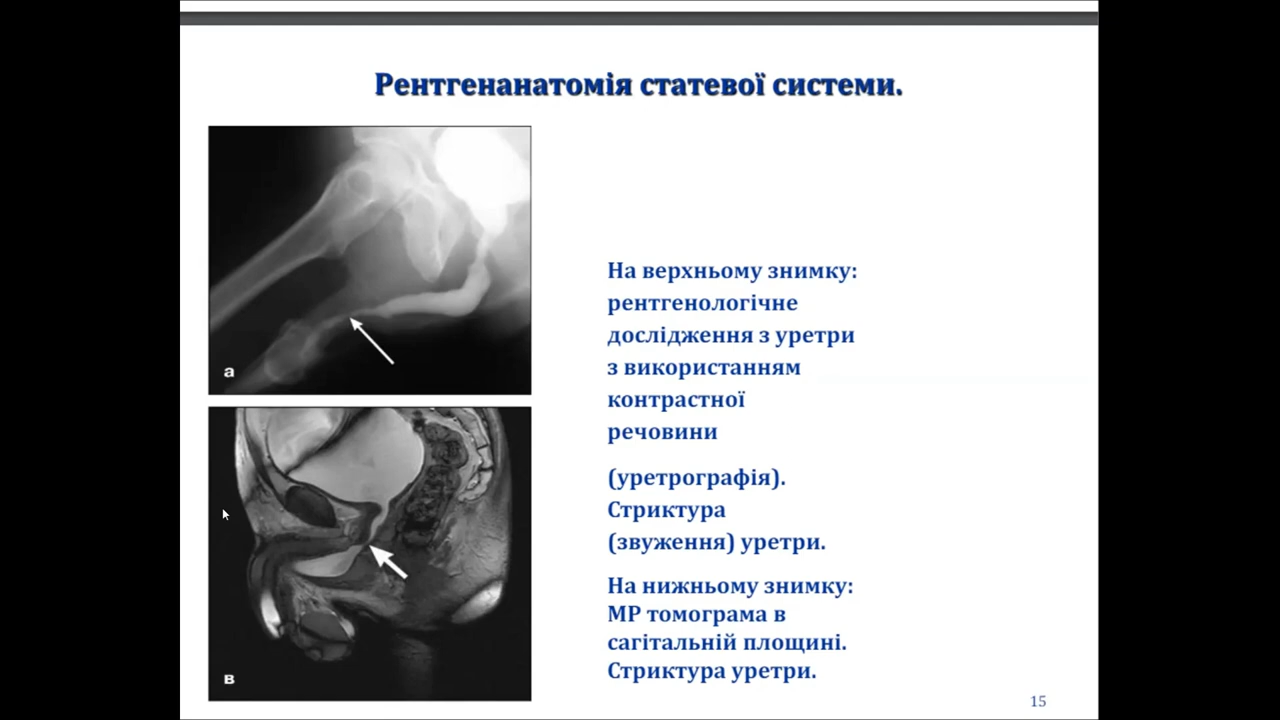 Рентгенанатомія статевої системи.
а
в
На верхньому знимку:
рентгенологічне
дослідження з уретри
з використанням
контрастної
речовини
(уретрографія).
Стриктура
(звуження) уретри.
На нижньому знимку:
МР томограма в
сагітальній площині.
Стриктура уретри.
15